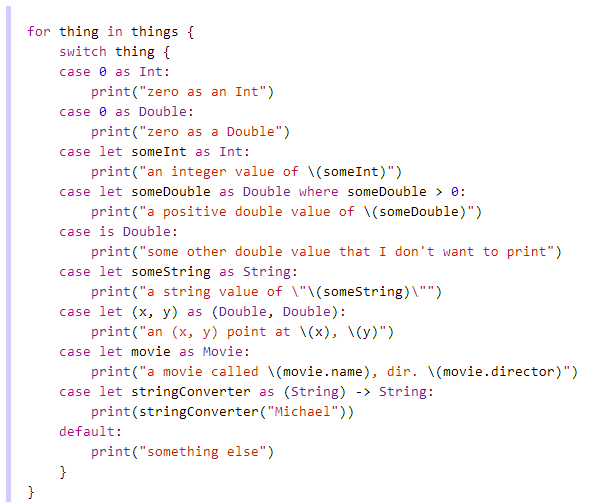 for thing in things {
    switch thing {
    case 0 as Int:
        print("zero as an Int")
    case 0 as Double:
        print("zero as a Double")
    case let someInt as Int:
        print("an integer value of \(someInt)")
    case let someDouble as Double where someDouble > 0:
        print("a positive double value of \(someDouble)")
    case is Double:
        print("some other double value that I don't want to print")
    case let someString as String:
        print("a string value of \"\(someString)\"")
    case let (x, y) as (Double, Double):
        print("an (x, y) point at \(x), \(y)")
    case let movie as Movie:
        print("a movie called \(movie.name), dir. \(movie.director)")
    case let stringConverter as (String) -> String:
        print(stringConverter("Michael"))
    default:
        print("something else")
    }
}